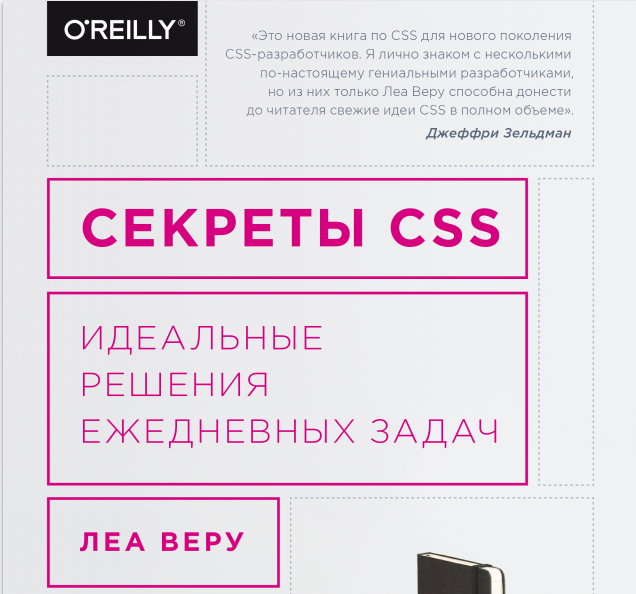 O'REILLY®
«Это новая книга по CSS для нового поколения
CSS-разработчиков. Я лично знаком с несколькими
по-настоящему гениальными разработчиками,
но из них только Леа Веру способна донести
до читателя свежие идеи CSS в полном объеме».
Джеффри Зельдман
СЕКРЕТЫ CSS
ИДЕАЛЬНЫЕ
РЕШЕНИЯ
ЕЖЕДНЕВНЫХ ЗАДАЧ
ЛЕА ВЕРУ